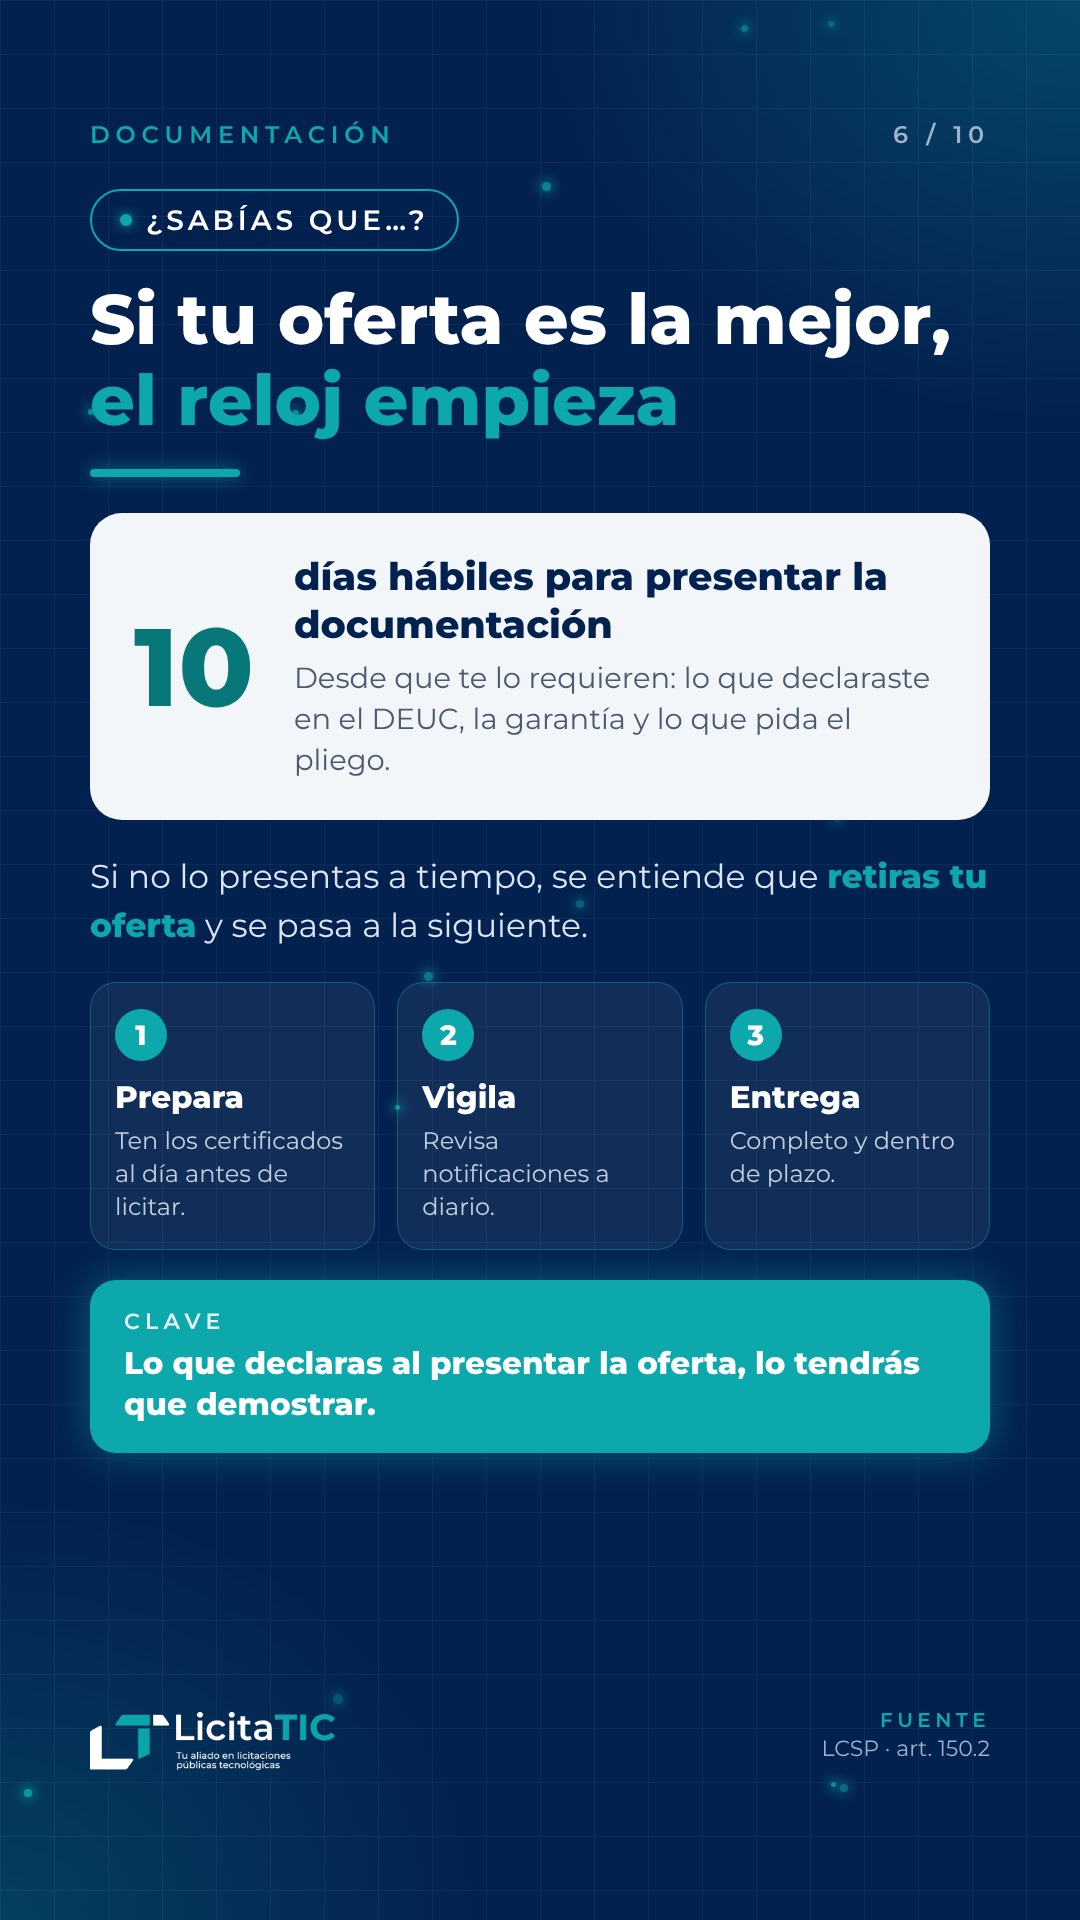 DOCUMENTACIÓN
6 / 10
¿SABÍAS QUE…?
Si tu oferta es la mejor,
el reloj empieza
10
días hábiles para presentar la
documentación
Desde que te lo requieren: lo que declaraste
en el DEUC, la garantía y lo que pida el
pliego.
Si no lo presentas a tiempo, se entiende que retiras tu
oferta y se pasa a la siguiente.
1
Prepara
Ten los certificados
al día antes de
licitar.
2
Vigila
Revisa
notificaciones a
diario.
3
Entrega
Completo y dentro
de plazo.
CLAVE
Lo que declaras al presentar la oferta, lo tendrás
que demostrar.
LicitaTIC
Tu aliado en licitaciones
públicas tecnológicas
FUENTE
LCSP · art. 150.2